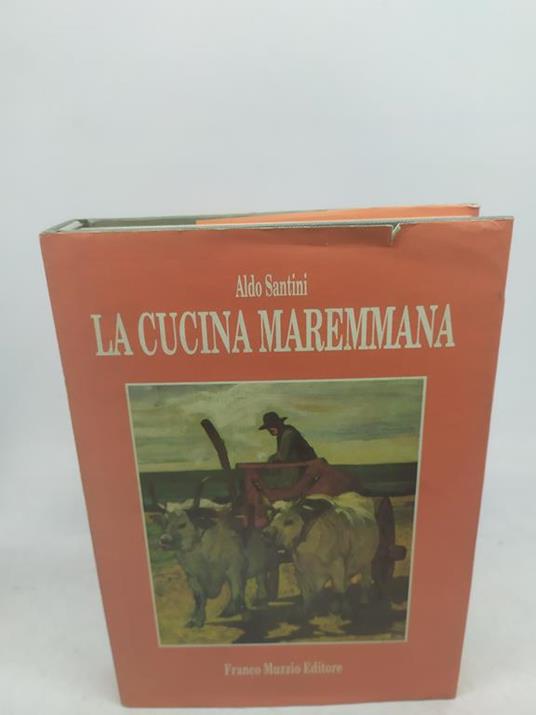 Aldo Santini
LA CUCINA MAREMMANA
Franco Muzzio Editore